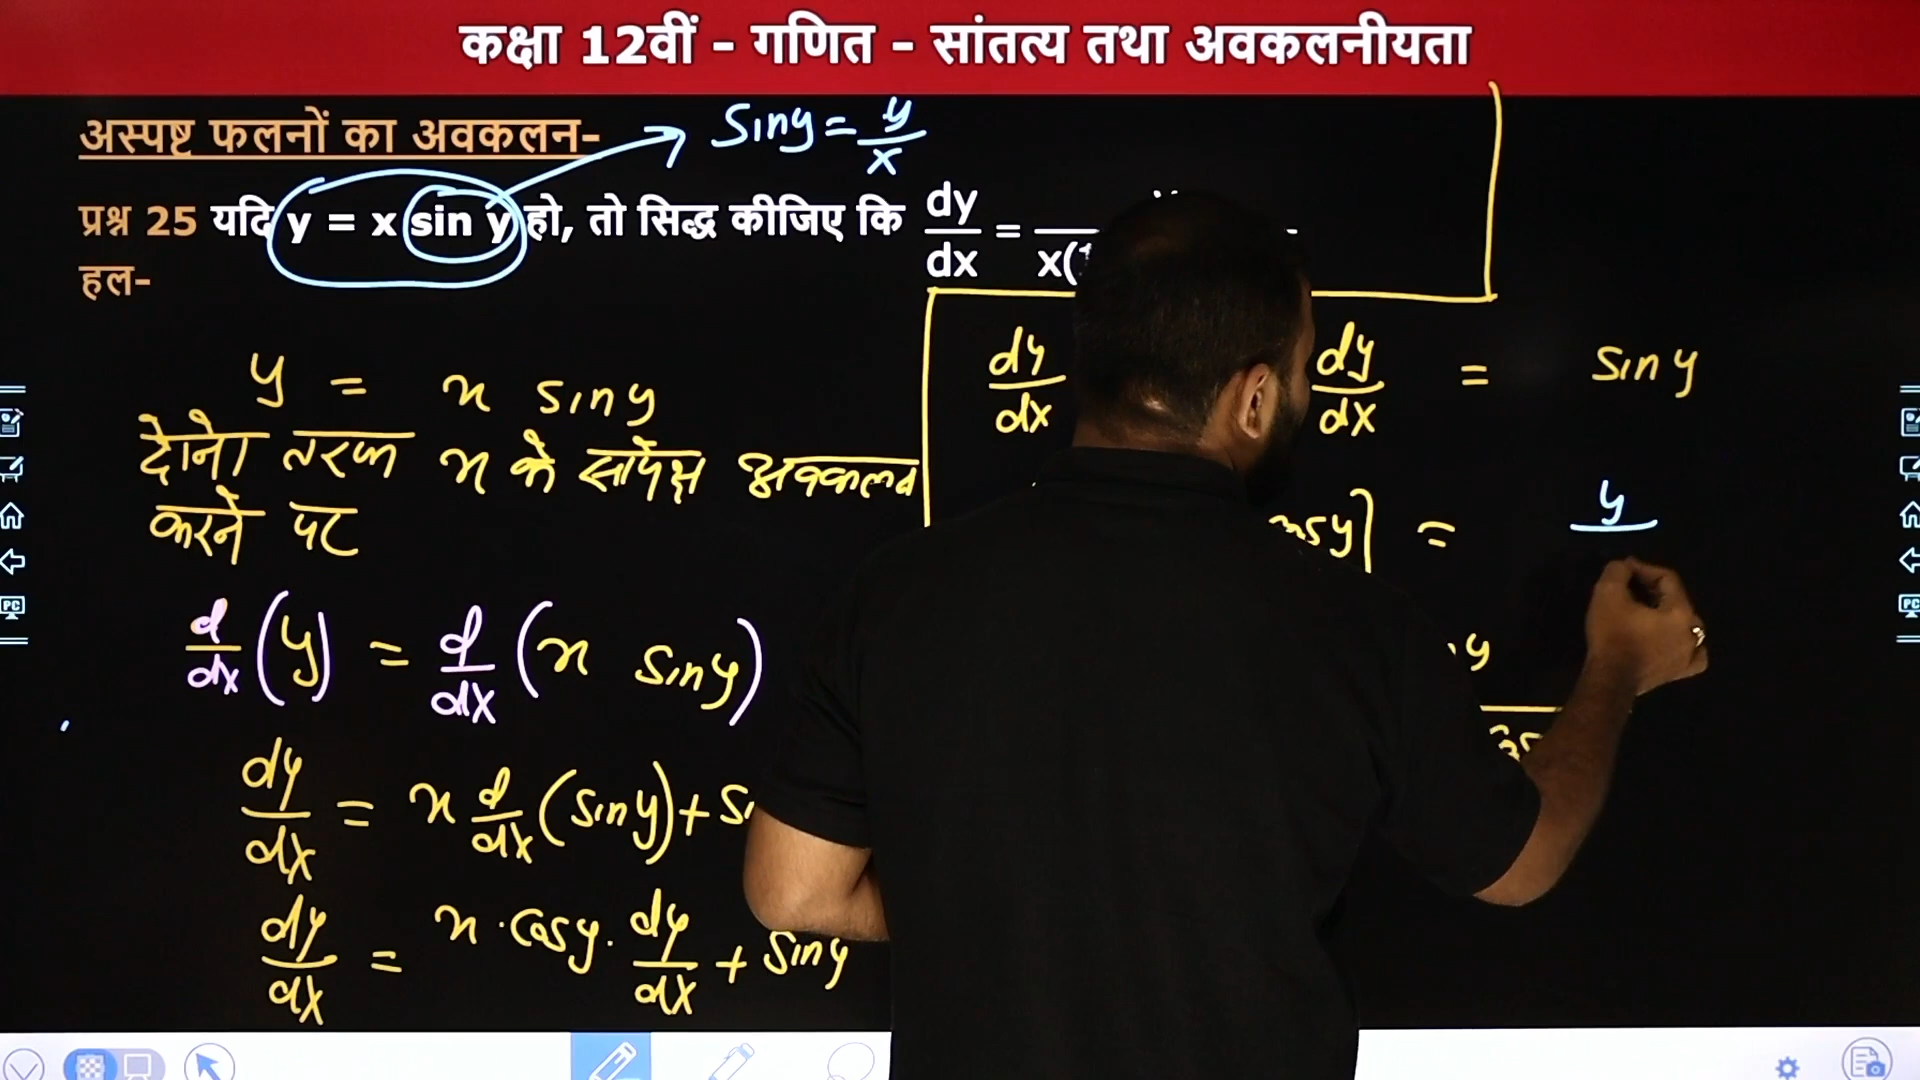 कक्षा 12वीं - गणित - सांतत्य तथा अवकलनीयता
अस्पष्ट फलनों का अवकलन-
sin y = y/x
प्रश्न 25 यदि y = x sin y हो, तो सिद्ध कीजिए कि dy/dx =
x(
हल-
y = x sin y
दोनो तरफ x के सापेक्ष अवकलन
करने पर
d/dx (y) = d/dx (x sin y)
dy/dx = x d/dx (sin y) +
dy/dx = x · cos y · dy/dx + sin y
dy/dx
dy/dx = sin y
y] = y
y
PC
PC